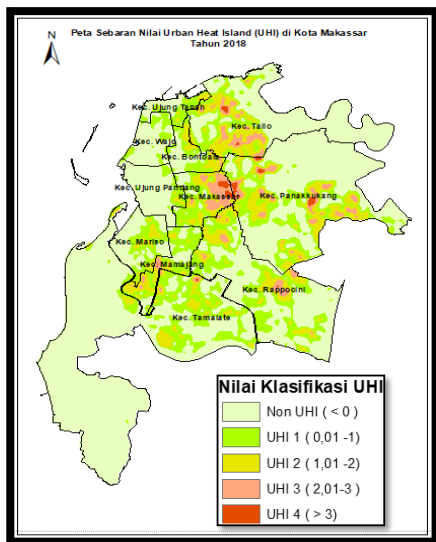 Peta Sebaran Nilai Urban Heat Island (UHI) di Kota Makassar
Tahun 2018
N
Kec. Ujung Tanah
Kec. Tallo
Kec. Wajo
Kec. Bontoala
Kec. Ujung Pandang
Kec. Makassar
Kec. Panakkukang
Kec. Mariso
Kec. Mamajang
Kec. Rappocini
Kec. Tamalate
Nilai Klasifikasi UHI
Non UHI ( < 0 )
UHI 1 ( 0,01 -1)
UHI 2 ( 1,01 -2)
UHI 3 ( 2,01-3 )
UHI 4 ( > 3)